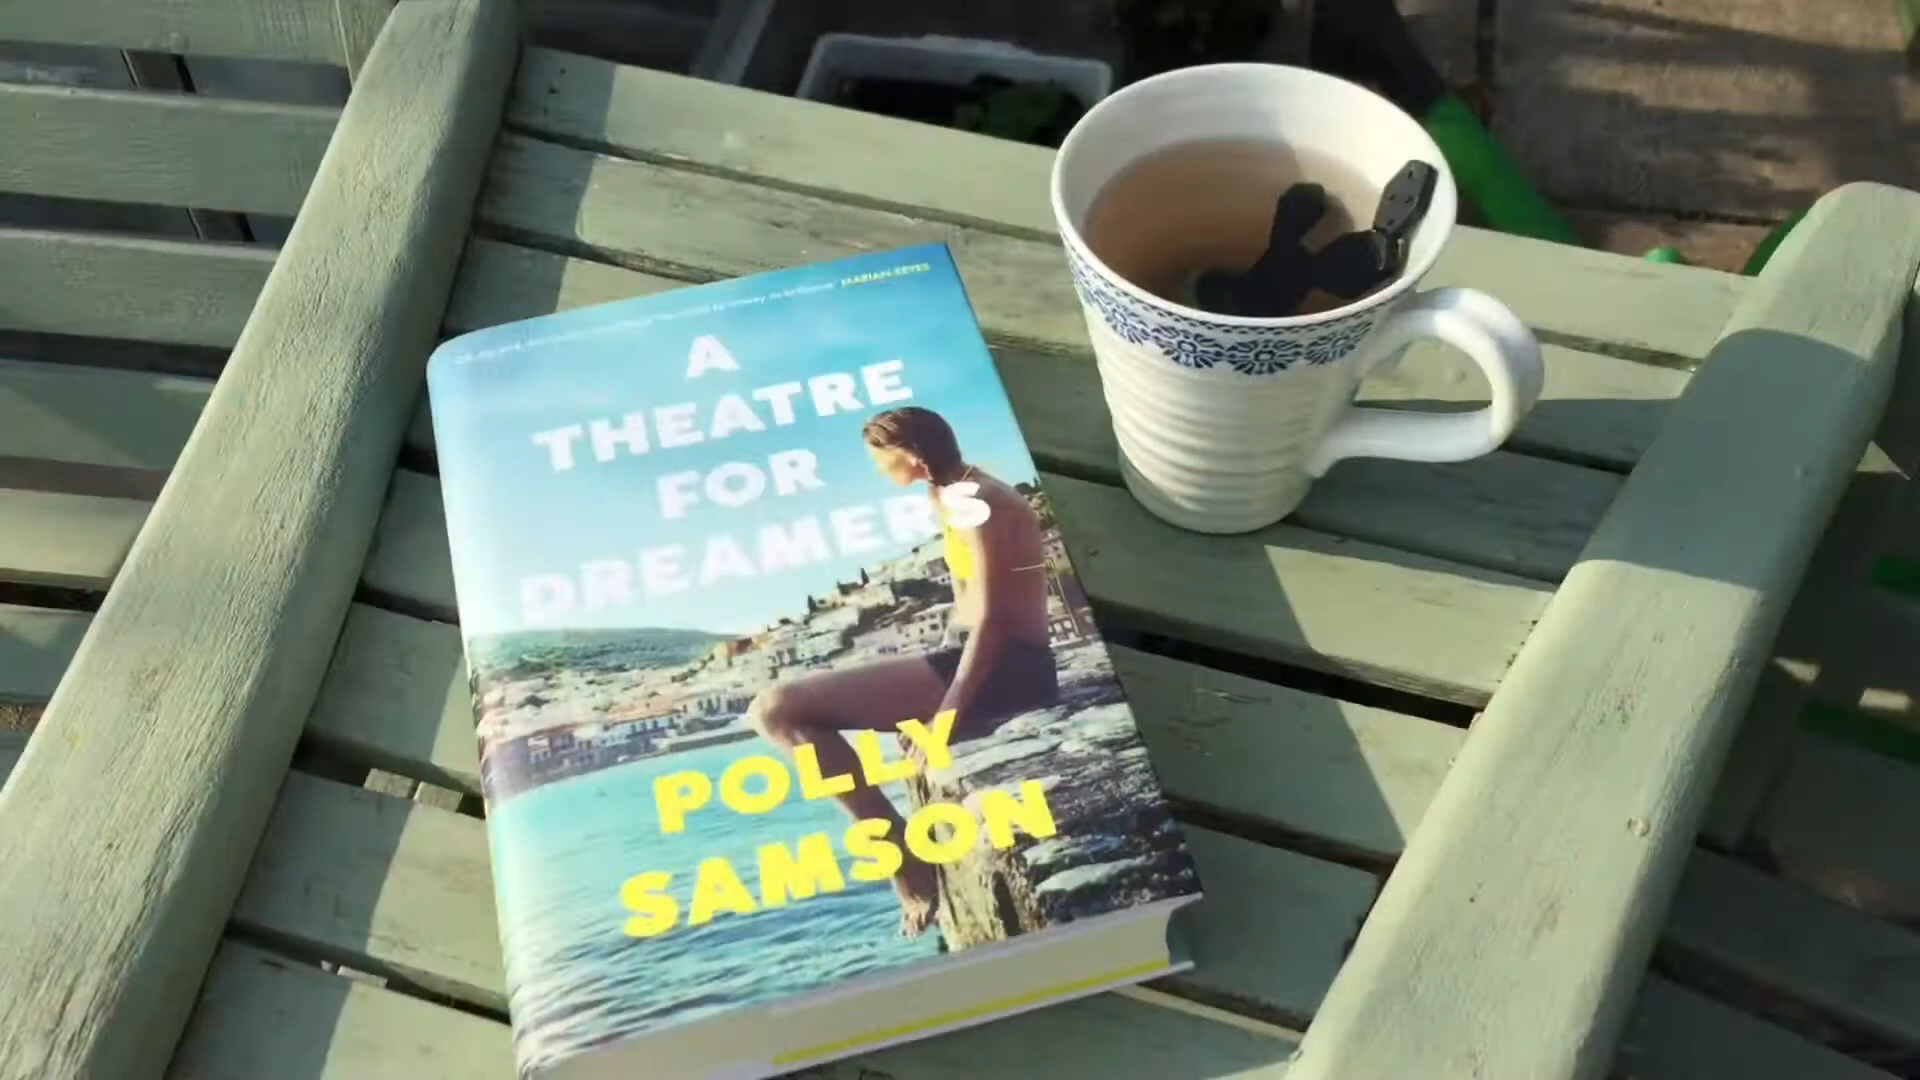 MARIAN KEYES
A
THEATRE
FOR
DREAMERS
POLLY
SAMSON